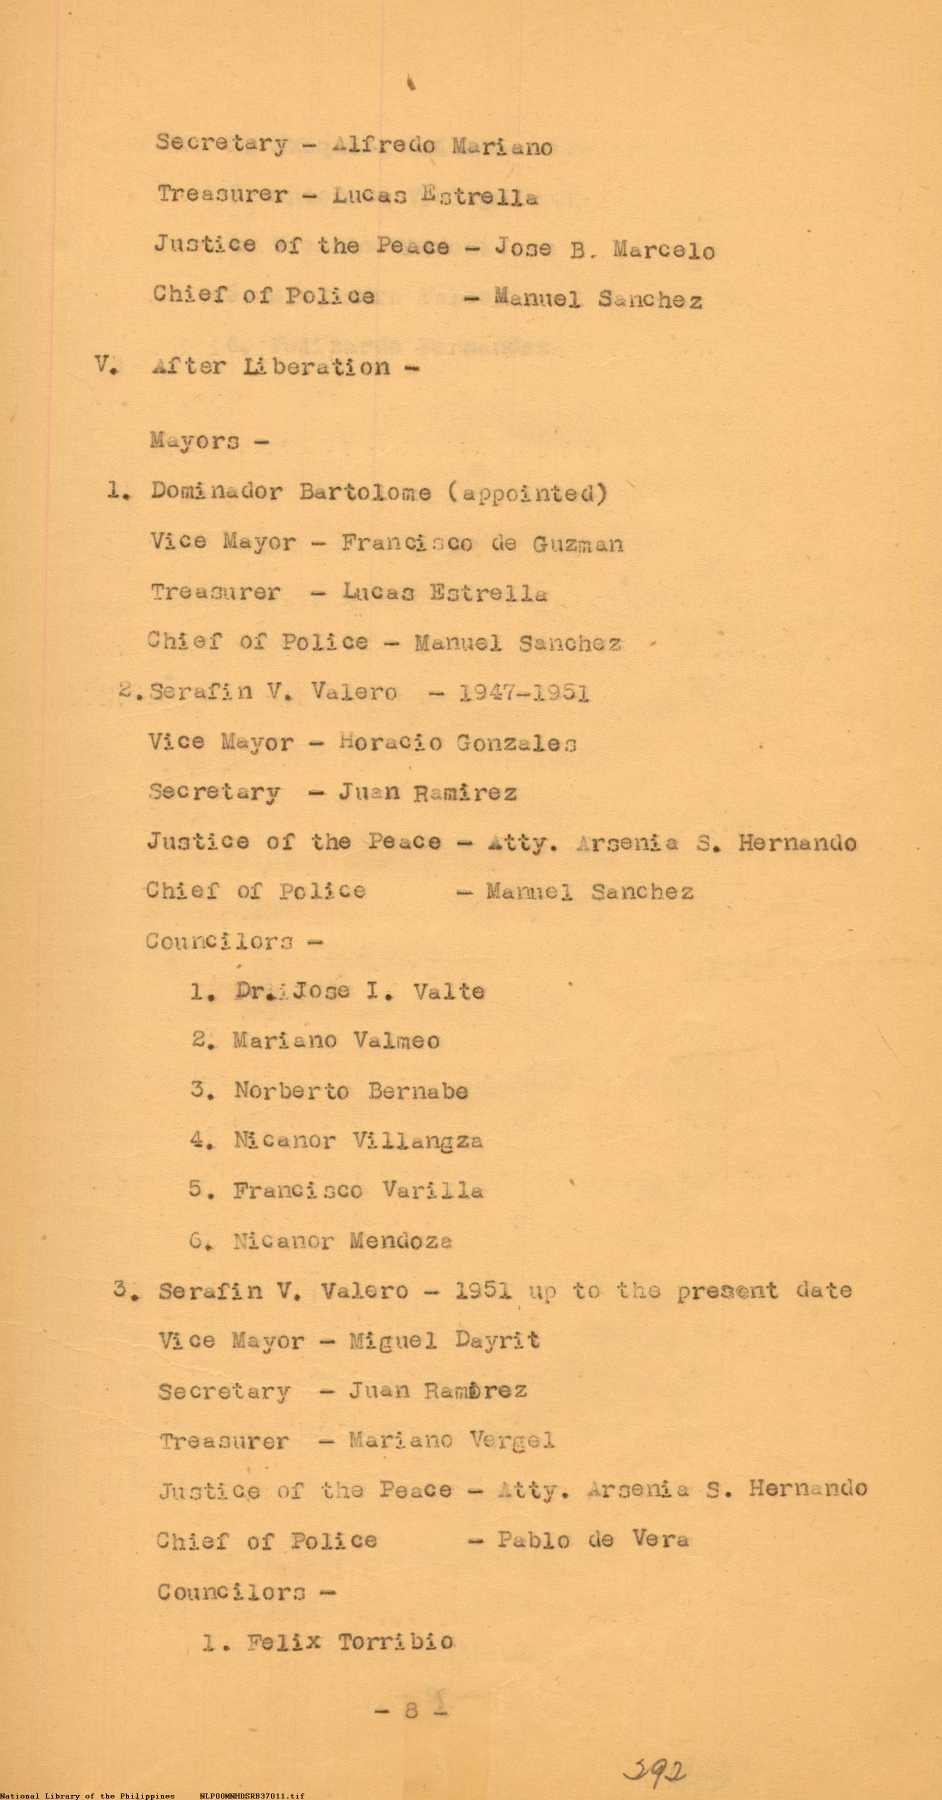 Secretary - Alfredo Mariano
Treasurer - Lucas Estrella
Justice of the Peace - Jose B. Marcelo
Chief of Police - Manuel Sanchez
V. After Liberation -
Mayors -
1. Dominador Bartolome (appointed)
Vice Mayor - Francisco de Guzman
Treasurer - Lucas Estrella
Chief of Police - Manuel Sanchez
2. Serafin V. Valero - 1947-1951
Vice Mayor - Horacio Gonzales
Secretary - Juan Ramirez
Justice of the Peace - Atty. Arsenia S. Hernando
Chief of Police - Manuel Sanchez
Councilors -
1. Dr. Jose I. Valte
2. Mariano Valmeo
3. Norberto Bernabe
4. Nicanor Villangza
5. Francisco Varilla
6. Nicanor Mendoza
3. Serafin V. Valero - 1951 up to the present date
Vice Mayor - Miguel Dayrit
Secretary - Juan Ramirez
Treasurer - Mariano Vergel
Justice of the Peace - Atty. Arsenia S. Hernando
Chief of Police - Pablo de Vera
Councilors -
1. Felix Torribio
- 8 -
292
National Library of the Philippines NLPOOMNHDSRB37011.tif